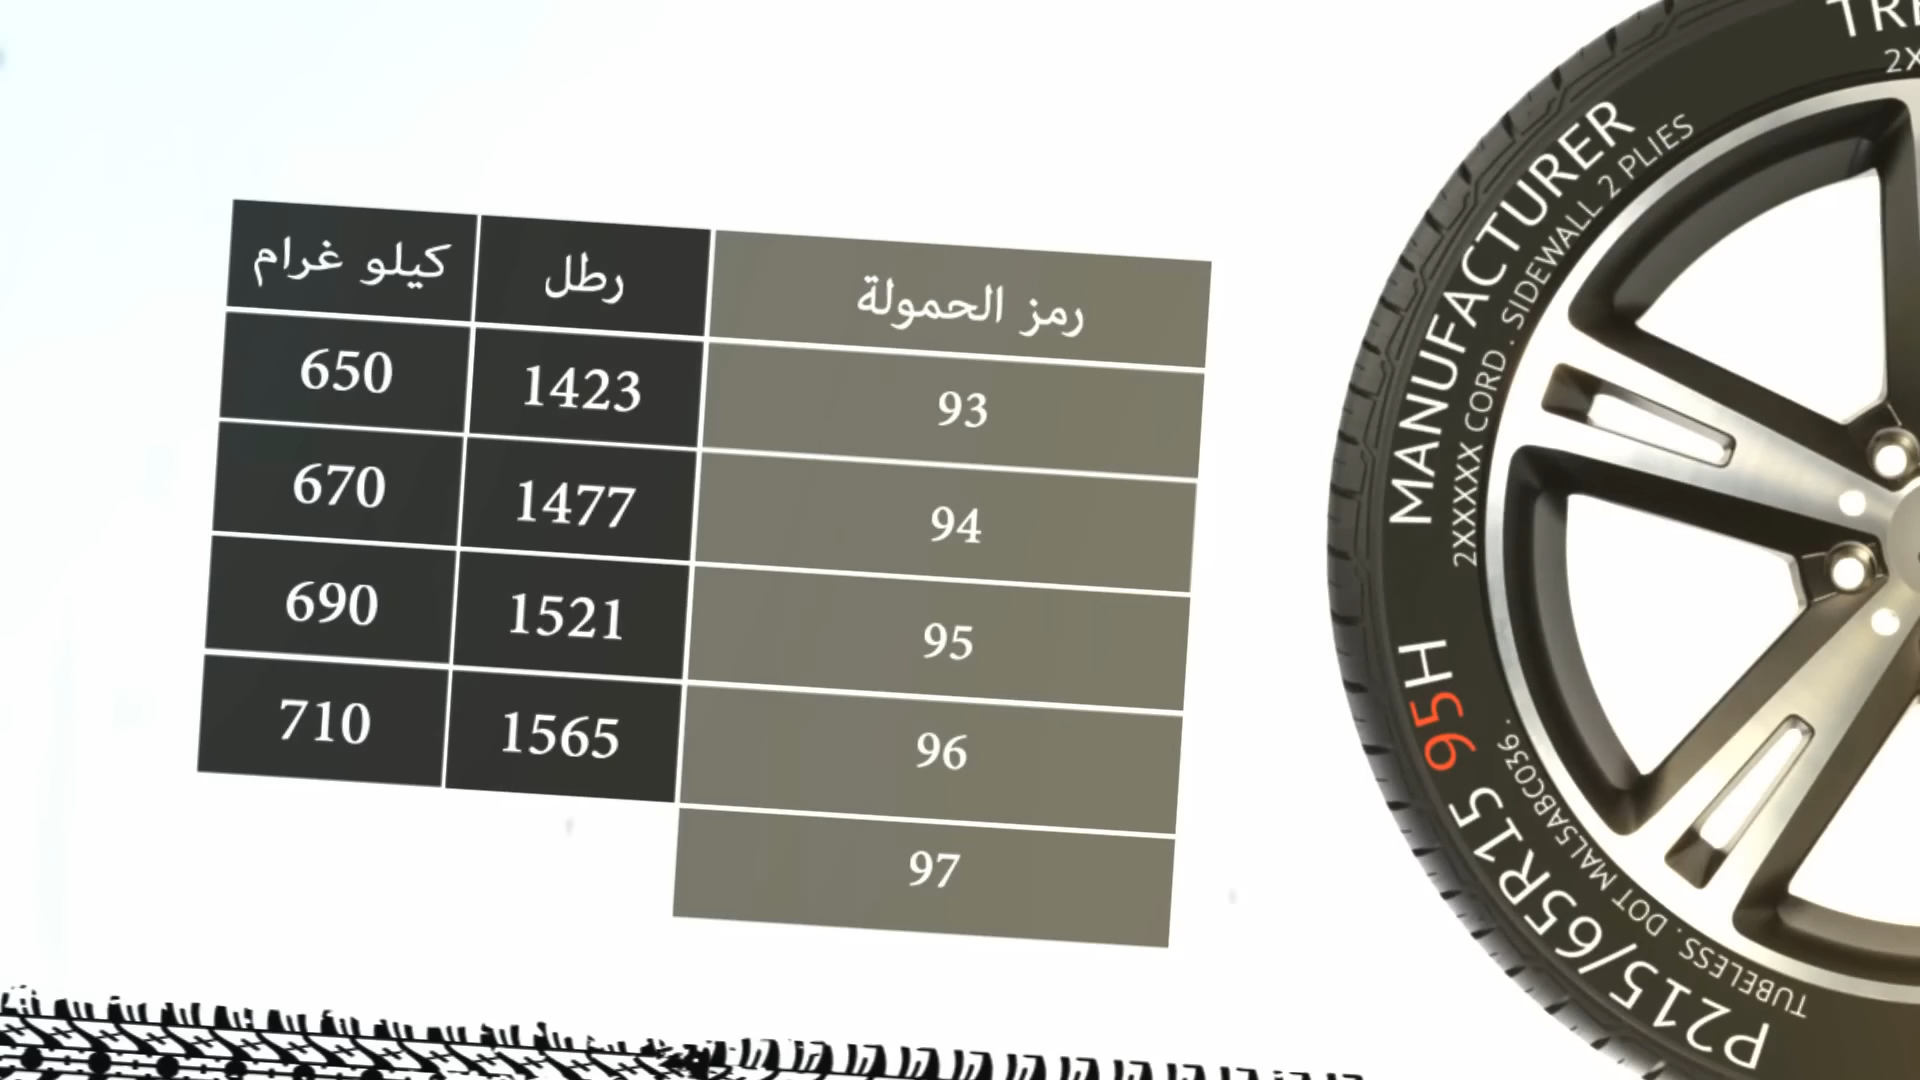 رمز الحمولة رطل كيلو غرام
93 1423 650
94 1477 670
95 1521 690
96 1565 710
97
MANUFACTURER
2XXXXX CORD . SIDEWALL 2 PLIES
P215/65R15 95H
TUBELESS . DOT MAL5ABC036 .